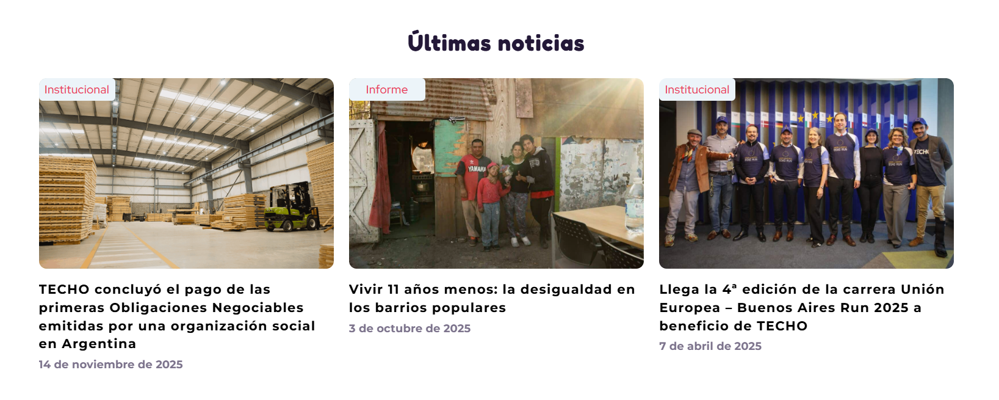 Últimas noticias
Institucional
TECHO concluyó el pago de las
primeras Obligaciones Negociables
emitidas por una organización social
en Argentina
14 de noviembre de 2025
Informe
YAMAHA
Vivir 11 años menos: la desigualdad en
los barrios populares
3 de octubre de 2025
Institucional
TECHO
Llega la 4ª edición de la carrera Unión
Europea – Buenos Aires Run 2025 a
beneficio de TECHO
7 de abril de 2025